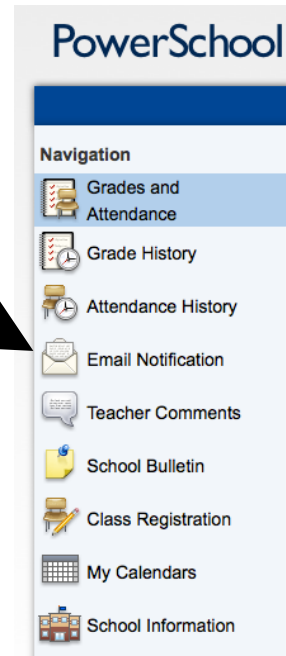 PowerSchool
Navigation
Grades and
Attendance
Grade History
Attendance History
Email Notification
Teacher Comments
School Bulletin
Class Registration
My Calendars
School Information